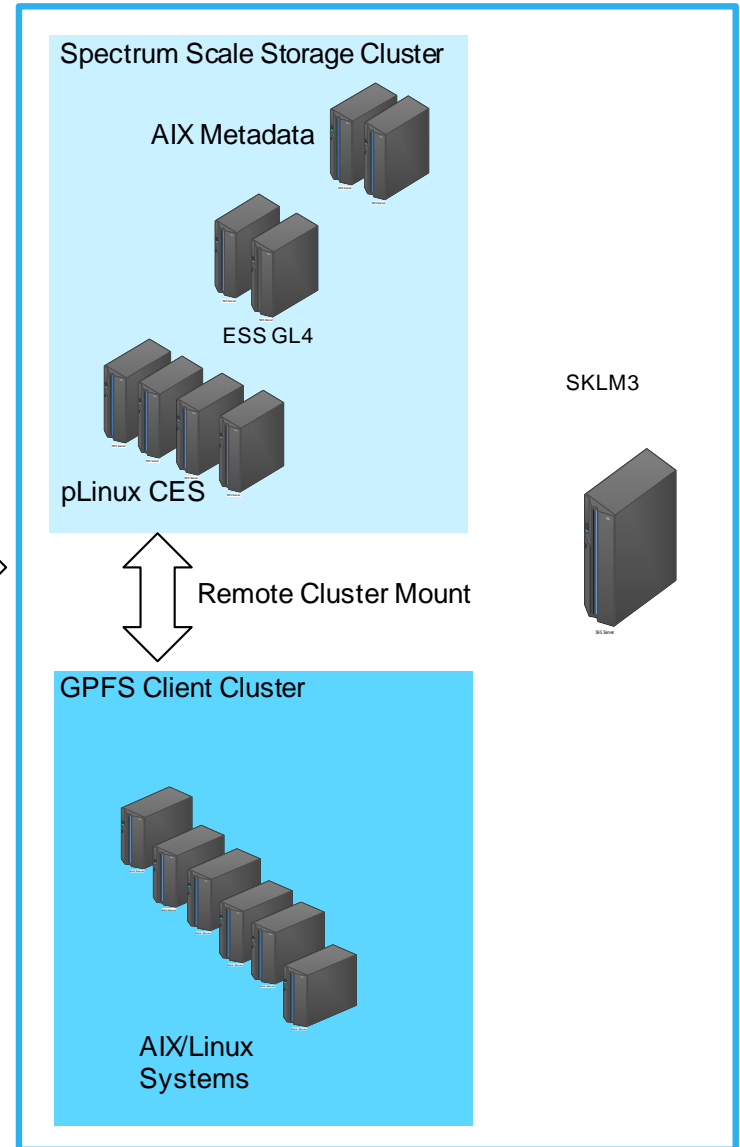 Spectrum Scale Storage Cluster
AIX Metadata
ESS GL4
SKLM3
pLinux CES
Remote Cluster Mount
GPFS Client Cluster
AIX/Linux
Systems